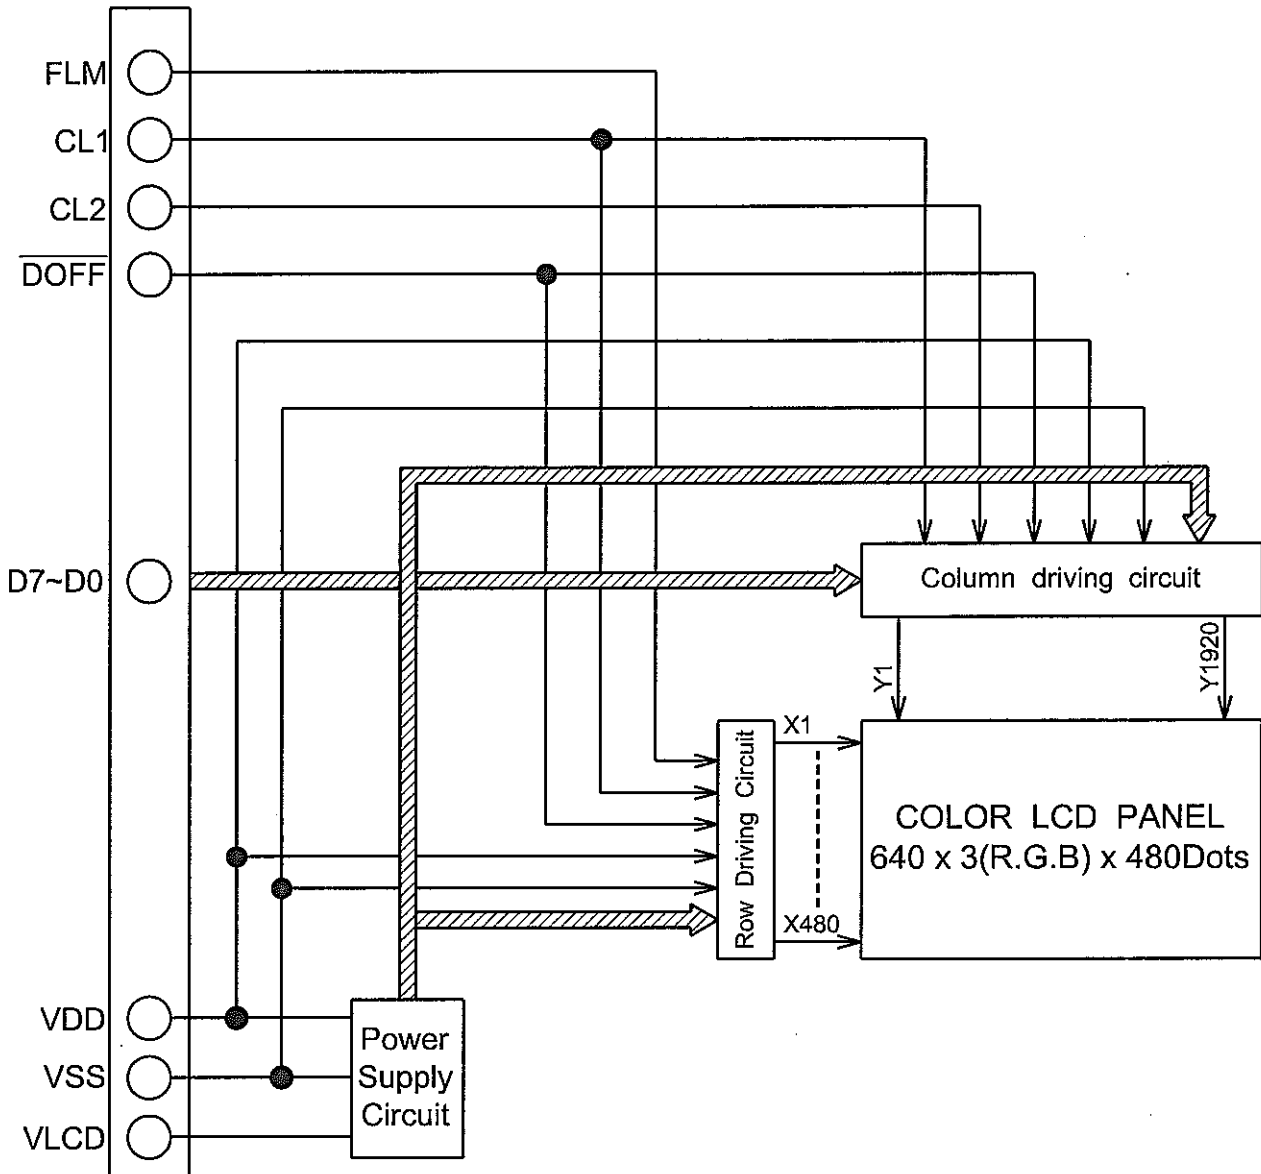 FLM
CL1
CL2
DOFF
D7~D0
Column driving circuit
Y1
Y1920
X1
Row Driving Circuit
COLOR LCD PANEL
640 x 3(R.G.B) x 480Dots
X480
VDD
VSS
VLCD
Power
Supply
Circuit